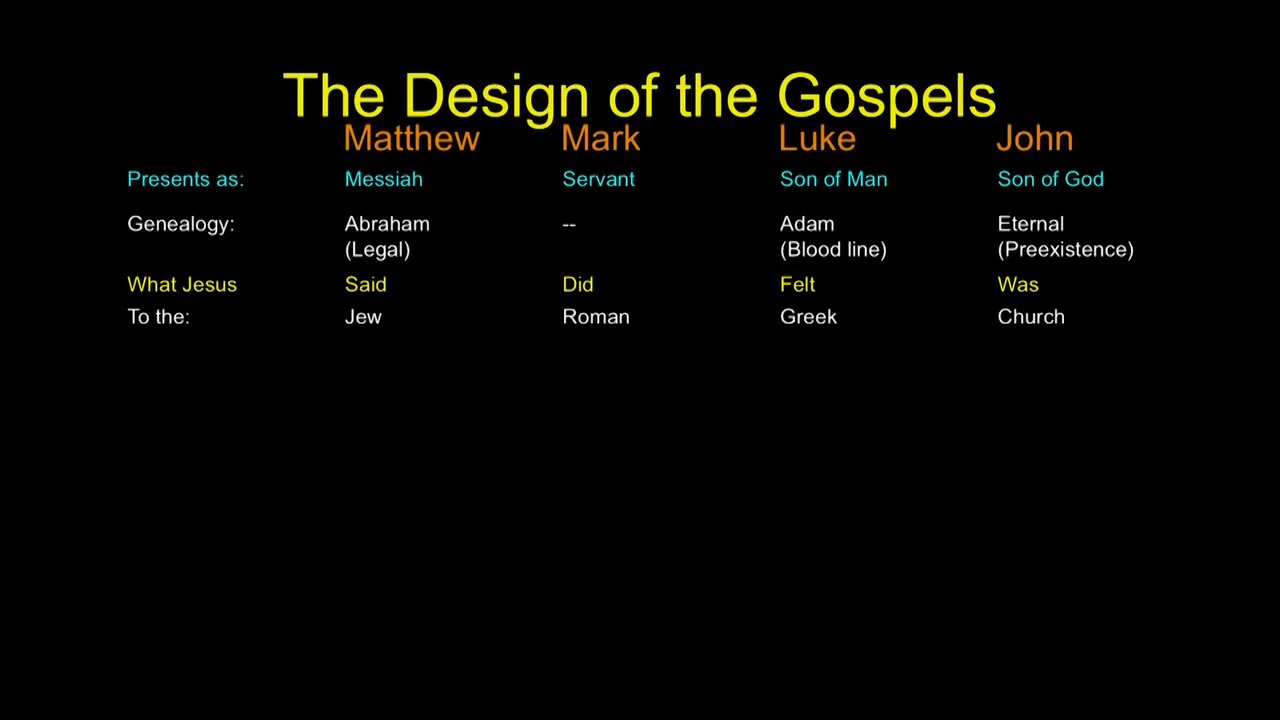 The Design of the Gospels
Matthew Mark Luke John
Presents as: Messiah Servant Son of Man Son of God
Genealogy: Abraham -- Adam Eternal
(Legal) (Blood line) (Preexistence)
What Jesus Said Did Felt Was
To the: Jew Roman Greek Church